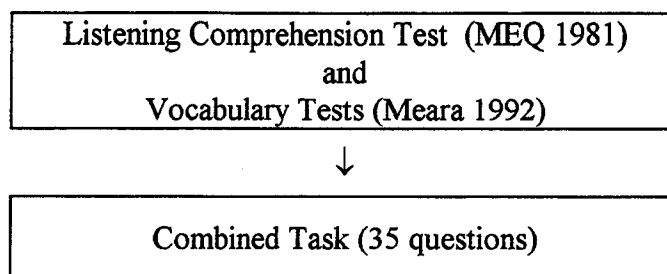 Listening Comprehension Test (MEQ 1981)
and
Vocabulary Tests (Meara 1992)
↓
Combined Task (35 questions)